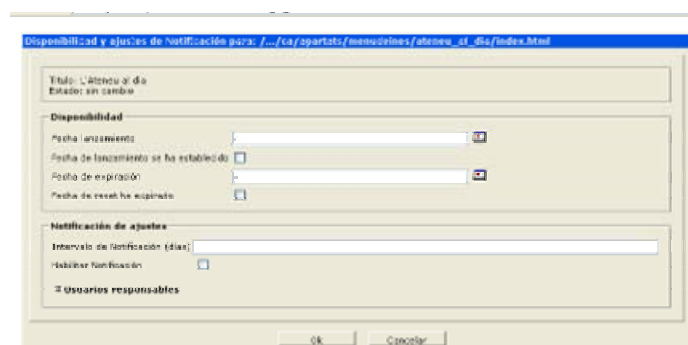 Disponibilidad y ajustes de Notificación para: /.../ca/apartats/menudeines/ateneu_al_dia/index.html
Título: L'Ateneu al dia
Estado: sin cambio
Disponibilidad
Fecha lanzamiento
-
Fecha de lanzamiento se ha establecido
Fecha de expiración
-
Fecha de reset ha expirado
Notificación de ajustes
Intervalo de Notificación (días)
Habilitar Notificación
Usuarios responsables
Ok Cancelar